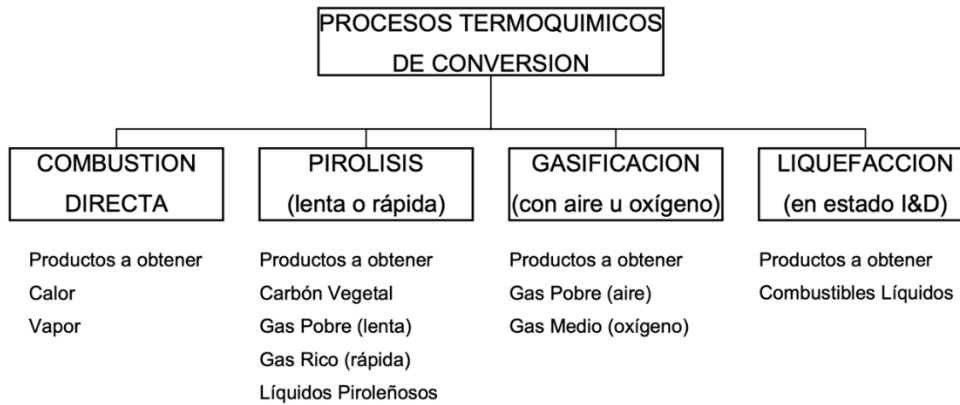 PROCESOS TERMOQUIMICOS
DE CONVERSION
COMBUSTION
DIRECTA
Productos a obtener
Calor
Vapor
PIROLISIS
(lenta o rápida)
Productos a obtener
Carbón Vegetal
Gas Pobre (lenta)
Gas Rico (rápida)
Líquidos Piroleñosos
GASIFICACION
(con aire u oxígeno)
Productos a obtener
Gas Pobre (aire)
Gas Medio (oxígeno)
LIQUEFACCION
(en estado I&D)
Productos a obtener
Combustibles Líquidos